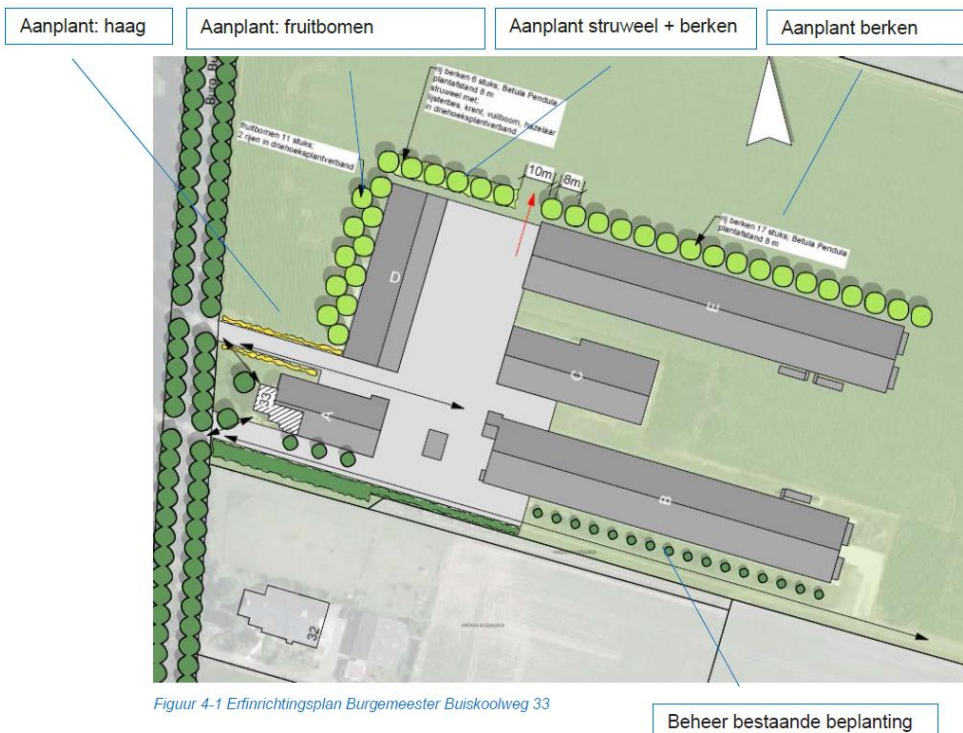 Aanplant: haag
Aanplant: fruitbomen
Aanplant struweel + berken
Aanplant berken
Burg. Bu
rij berken 6 stuks; Betula Pendula
plantafstand 8 m
struweel met;
lijsterbes, krent, vuilboom, hazelaar
in driehoeksplantverband
fruitbomen 11 stuks;
2 rijen in driehoeksplantverband
10m
8m
rij berken 17 stuks; Betula Pendula
plantafstand 8 m
D
E
C
33
A
B
32
Figuur 4-1 Erfinrichtingsplan Burgemeester Buiskoolweg 33
Beheer bestaande beplanting